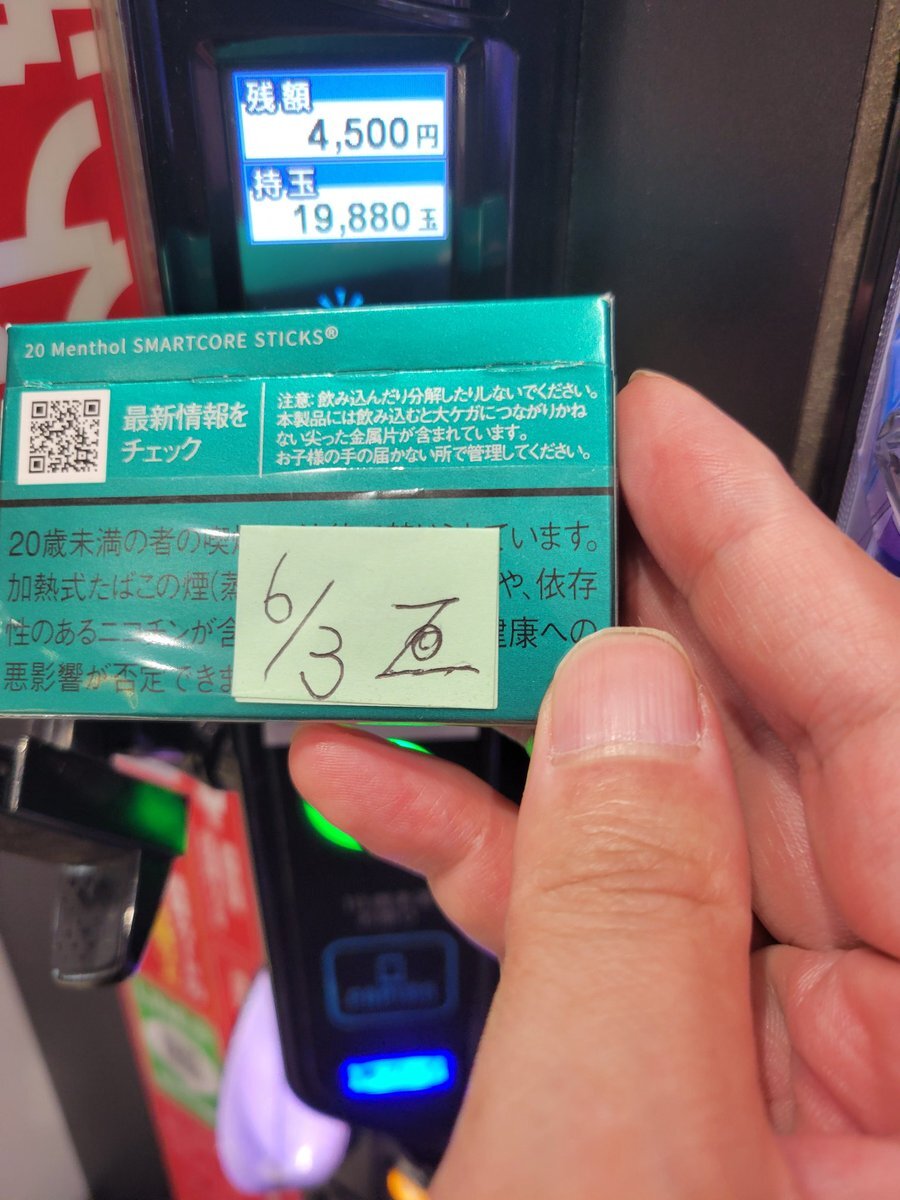 残額
4,500円
持玉
19,880玉
20 Menthol SMARTCORE STICKS®
最新情報を
チェック
注意：飲み込んだり分解したりしないでください。
本製品には飲み込むと大ケガにつながりかね
ない尖った金属片が含まれています。
お子様の手の届かない所で管理してください。
20歳未満の者の喫 ています。
加熱式たばこの煙(蒸 や、依存
性のあるニコチンが含 健康への
悪影響が否定できま
6/3